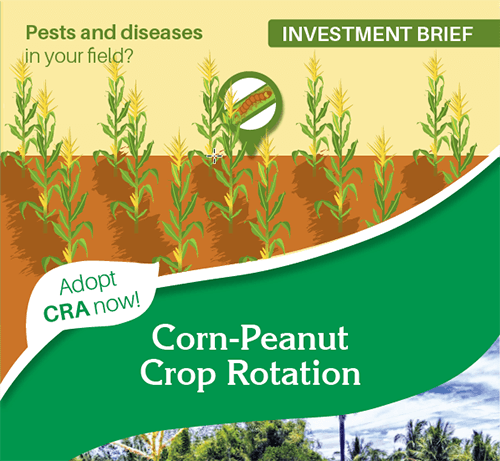 Pests and diseases
in your field?
INVESTMENT BRIEF
Adopt
CRA now!
Corn-Peanut
Crop Rotation